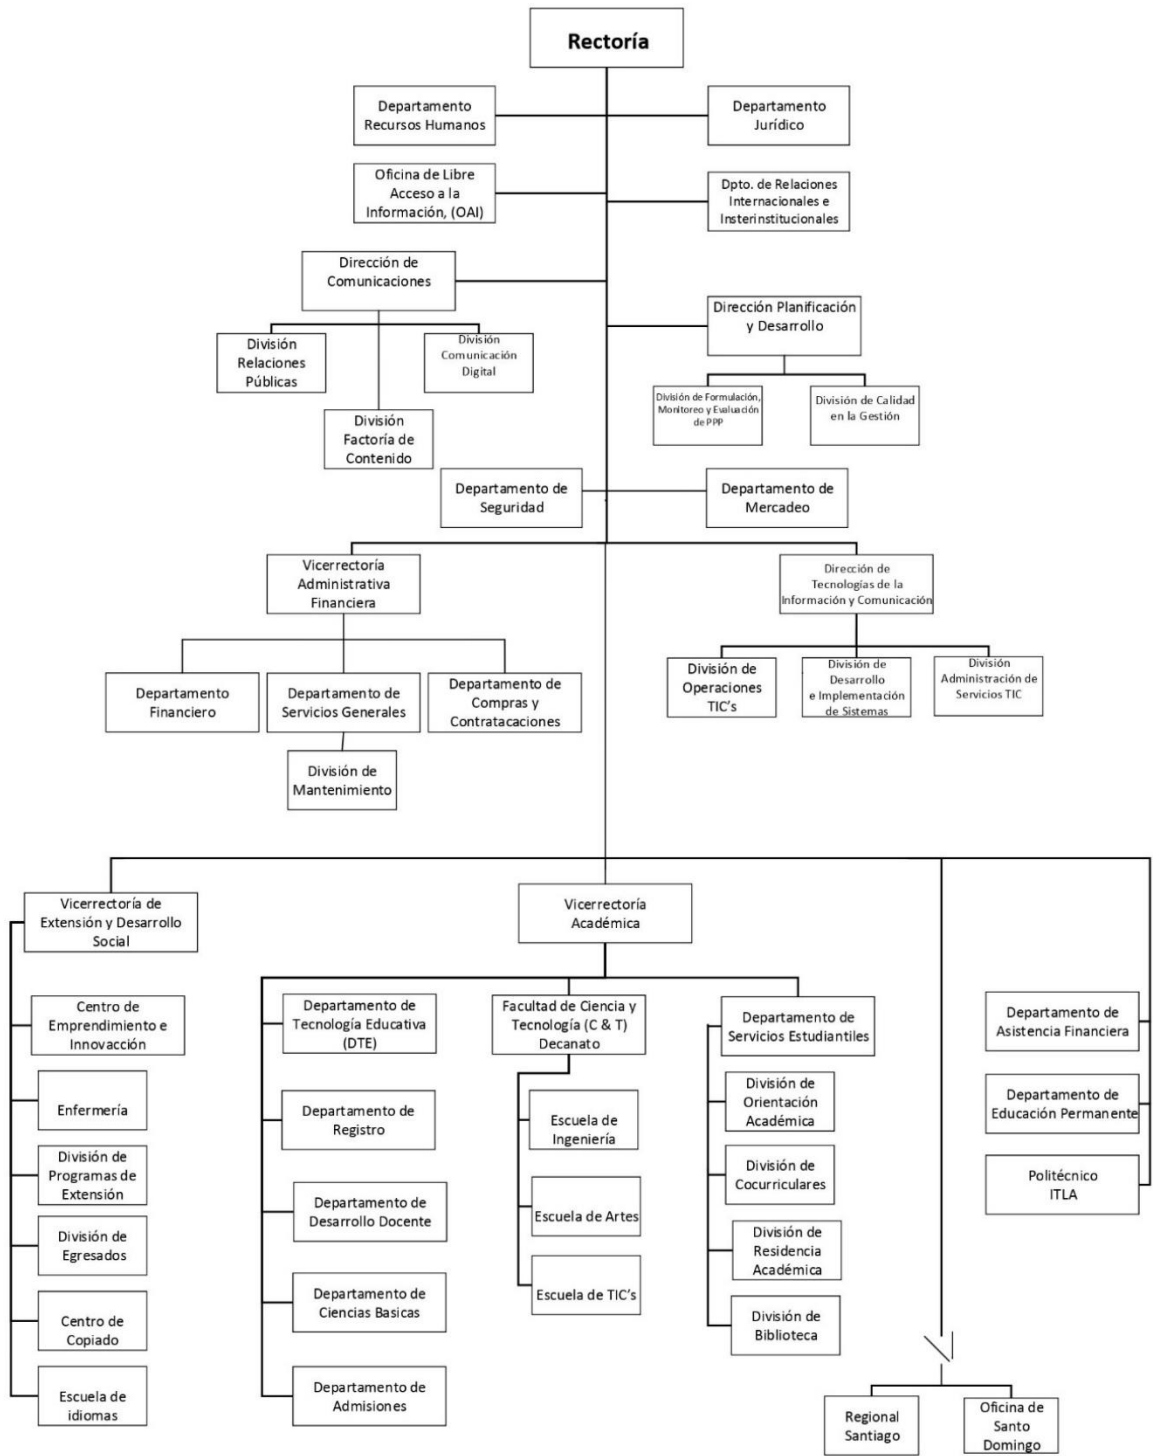 Rectoría
Departamento
Recursos Humanos
Departamento
Jurídico
Oficina de Libre
Acceso a la
Información, (OAI)
Dpto. de Relaciones
Internacionales e
Insterinstitucionales
Dirección de
Comunicaciones
Dirección Planificación
y Desarrollo
División
Relaciones
Públicas
División
Comunicación
Digital
División
Factoría de
Contenido
División de Formulación,
Monitoreo y Evaluación
de PPP
División de Calidad
en la Gestión
Departamento de
Seguridad
Departamento de
Mercadeo
Vicerrectoría
Administrativa
Financiera
Dirección de
Tecnologías de la
Información y Comunicación
Departamento
Financiero
Departamento de
Servicios Generales
Departamento de
Compras y
Contratacaciones
División de
Mantenimiento
División de
Operaciones
TIC's
División de
Desarrollo
e Implementación
de Sistemas
División
Administración de
Servicios TIC
Vicerrectoría de
Extensión y Desarrollo
Social
Vicerrectoría
Académica
Centro de
Emprendimiento e
Innovacción
Enfermería
División de
Programas de
Extensión
División de
Egresados
Centro de
Copiado
Escuela de
idiomas
Departamento de
Tecnología Educativa
(DTE)
Departamento de
Registro
Departamento de
Desarrollo Docente
Departamento de
Ciencias Basicas
Departamento de
Admisiones
Facultad de Ciencia y
Tecnología (C & T)
Decanato
Escuela de
Ingeniería
Escuela de Artes
Escuela de TIC's
Departamento de
Servicios Estudiantiles
División de
Orientación
Académica
División de
Cocurriculares
División de
Residencia
Académica
División de
Biblioteca
Departamento de
Asistencia Financiera
Departamento de
Educación Permanente
Politécnico
ITLA
Regional
Santiago
Oficina de
Santo
Domingo